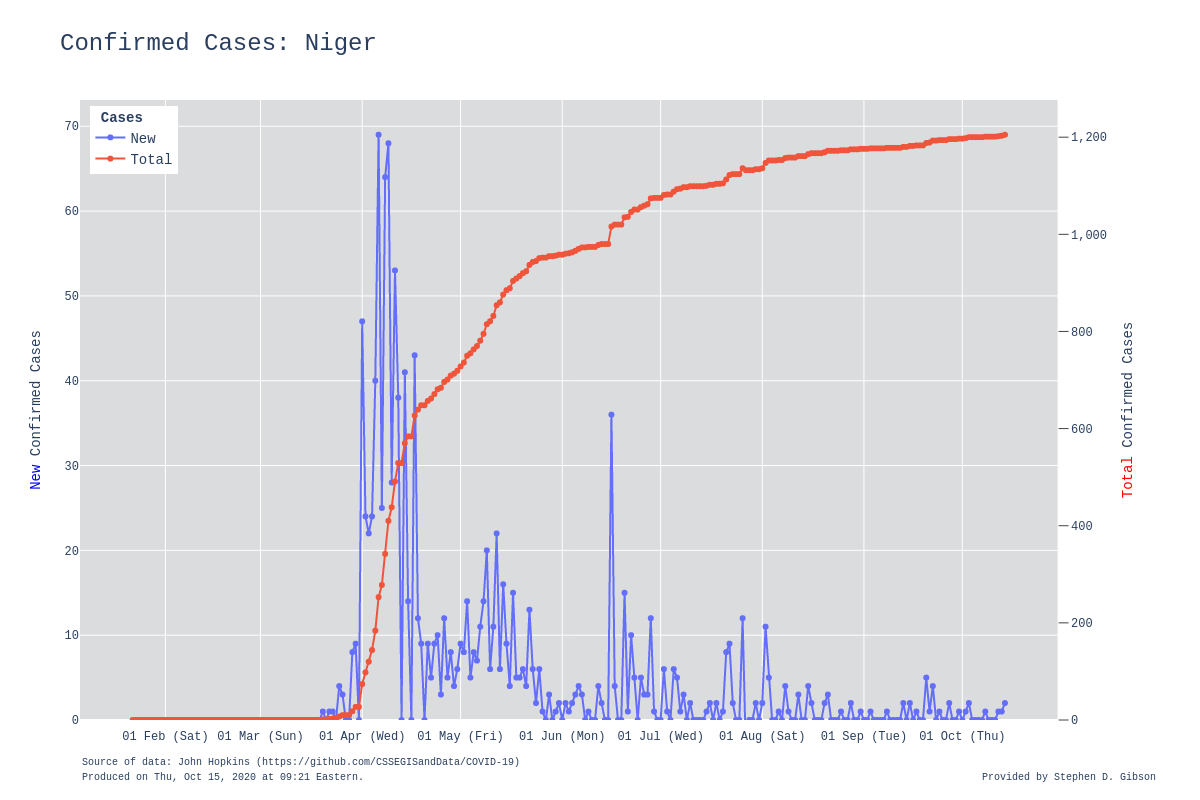 Confirmed Cases: Niger
Cases
New
Total
70
60
50
40
30
20
10
0
1,200
1,000
800
600
400
200
0
New Confirmed Cases
Total Confirmed Cases
01 Feb (Sat) 01 Mar (Sun) 01 Apr (Wed) 01 May (Fri) 01 Jun (Mon) 01 Jul (Wed) 01 Aug (Sat) 01 Sep (Tue) 01 Oct (Thu)
Source of data: John Hopkins (https://github.com/CSSEGISandData/COVID-19)
Produced on Thu, Oct 15, 2020 at 09:21 Eastern.
Provided by Stephen D. Gibson